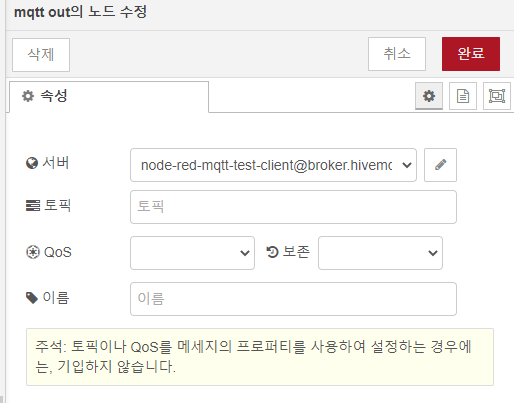 mqtt out의 노드 수정
삭제 취소 완료
속성
서버 node-red-mqtt-test-client@broker.hivemc
토픽 토픽
QoS 보존
이름 이름
주석: 토픽이나 QoS를 메세지의 프로퍼티를 사용하여 설정하는 경우에
는, 기입하지 않습니다.